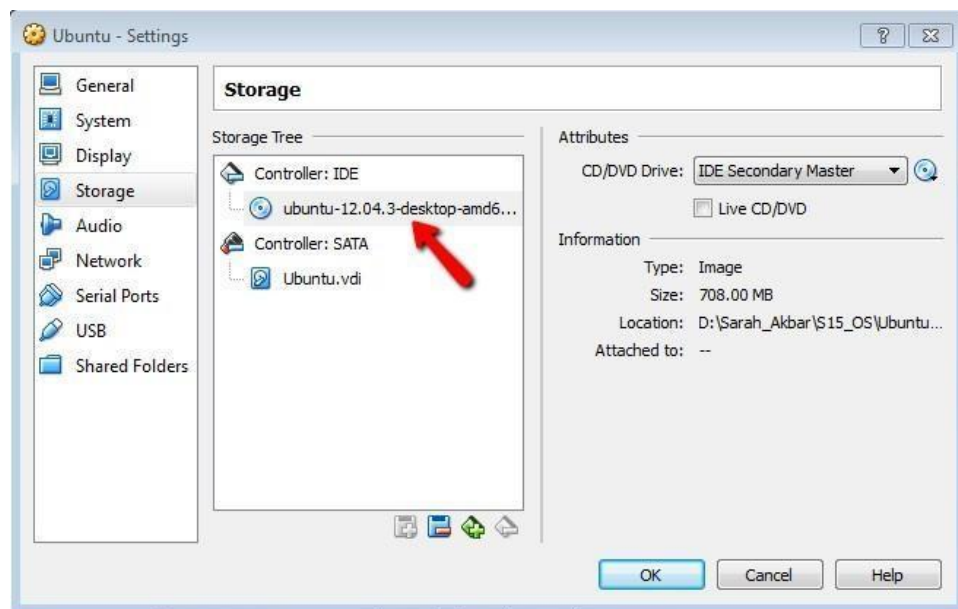 Ubuntu - Settings
General
System
Display
Storage
Audio
Network
Serial Ports
USB
Shared Folders
Storage
Storage Tree
Controller: IDE
ubuntu-12.04.3-desktop-amd6...
Controller: SATA
Ubuntu.vdi
Attributes
CD/DVD Drive: IDE Secondary Master
Live CD/DVD
Information
Type: Image
Size: 708.00 MB
Location: D:\Sarah_Akbar\S15_OS\Ubuntu...
Attached to: --
OK Cancel Help